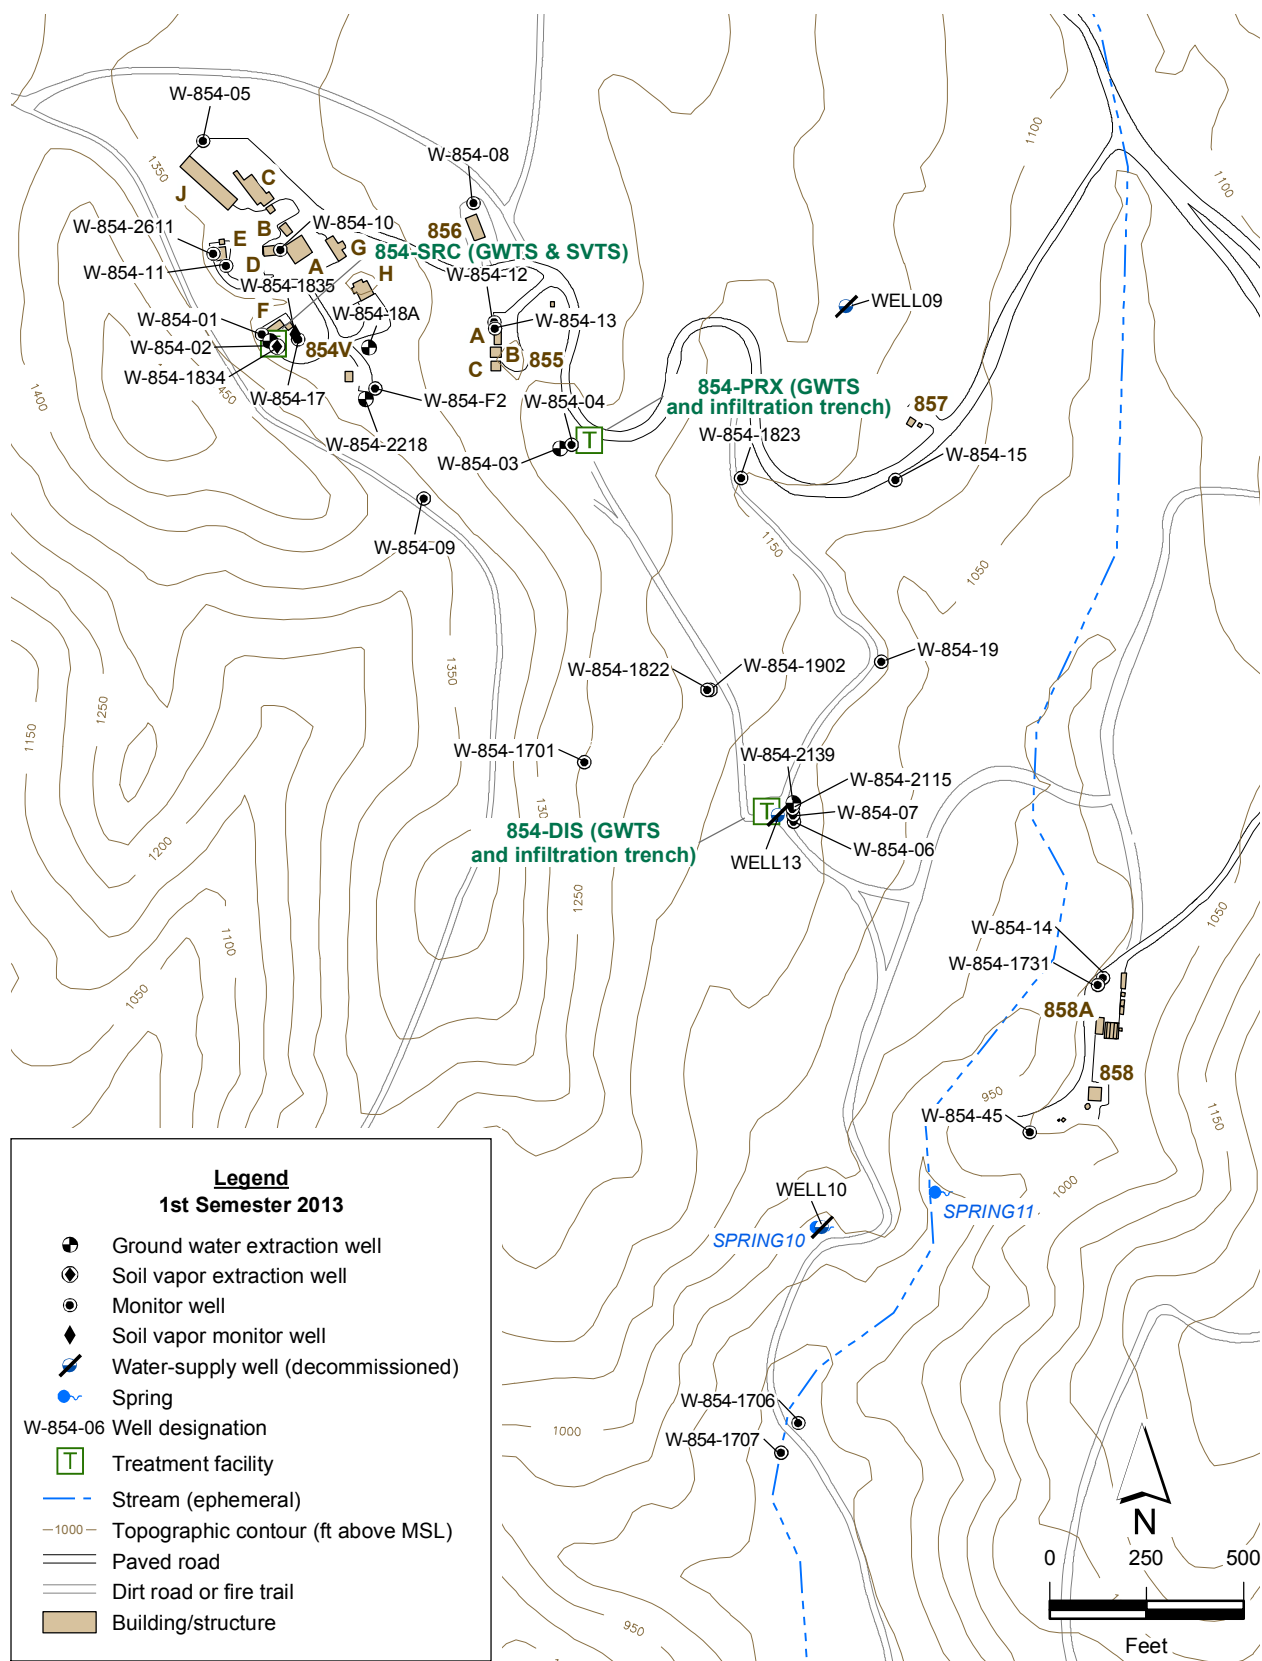 W-854-05
W-854-08
1100
1350
C
J
1100
W-854-2611
E
B
W-854-10
856
G
854-SRC (GWTS & SVTS)
W-854-11
D
A
W-854-1835
H
W-854-12
WELL09
F
W-854-18A
W-854-01
W-854-13
W-854-02
854V
A
B
855
W-854-1834
C
1400
450
W-854-17
W-854-F2
W-854-04
854-PRX (GWTS
and infiltration trench)
857
W-854-2218
T
W-854-1823
W-854-03
W-854-15
W-854-09
1150
1050
W-854-19
1350
W-854-1822
W-854-1902
1250
1150
W-854-1701
W-854-2139
W-854-2115
130
T
W-854-07
854-DIS (GWTS
and infiltration trench)
W-854-06
1200
WELL13
1250
1100
1050
W-854-14
W-854-1731
1050
858A
858
950
W-854-45
1150
1000
WELL10
SPRING11
SPRING10
W-854-1706
1000
W-854-1707
950
Legend
1st Semester 2013
Ground water extraction well
Soil vapor extraction well
Monitor well
Soil vapor monitor well
Water-supply well (decommissioned)
Spring
W-854-06 Well designation
T Treatment facility
Stream (ephemeral)
1000 Topographic contour (ft above MSL)
Paved road
Dirt road or fire trail
Building/structure
N
0 250 500
Feet